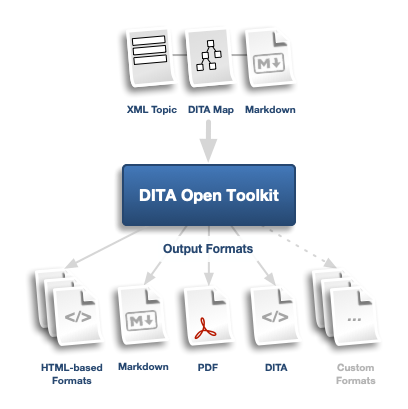 XML Topic DITA Map Markdown
DITA Open Toolkit
Output Formats
HTML-based Formats
Markdown
PDF
DITA
Custom Formats
M
</>
M
</>
...